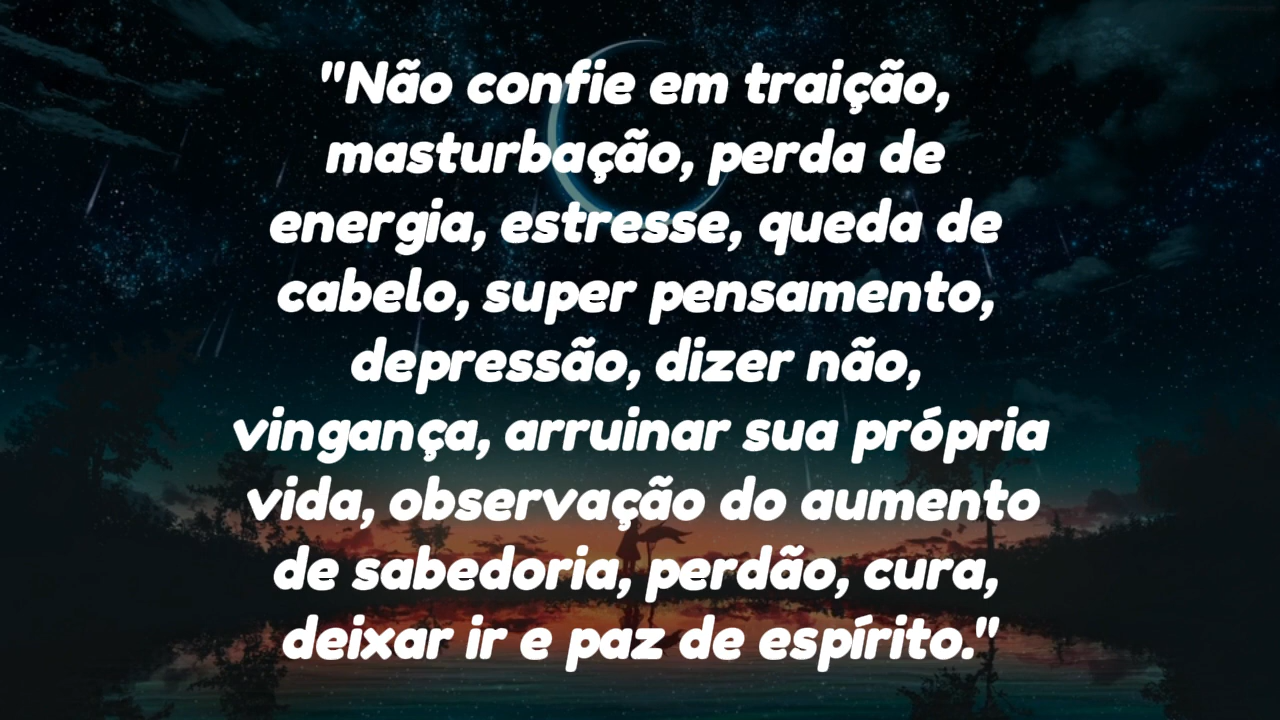 "Não confie em traição,
masturbação, perda de
energia, estresse, queda de
cabelo, super pensamento,
depressão, dizer não,
vingança, arruinar sua própria
vida, observação do aumento
de sabedoria, perdão, cura,
deixar ir e paz de espírito."